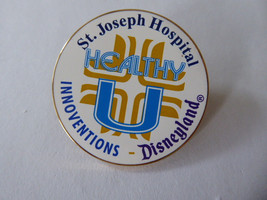 St. Joseph Hospital
HEALTHY
U
INNOVENTIONS - Disneyland®